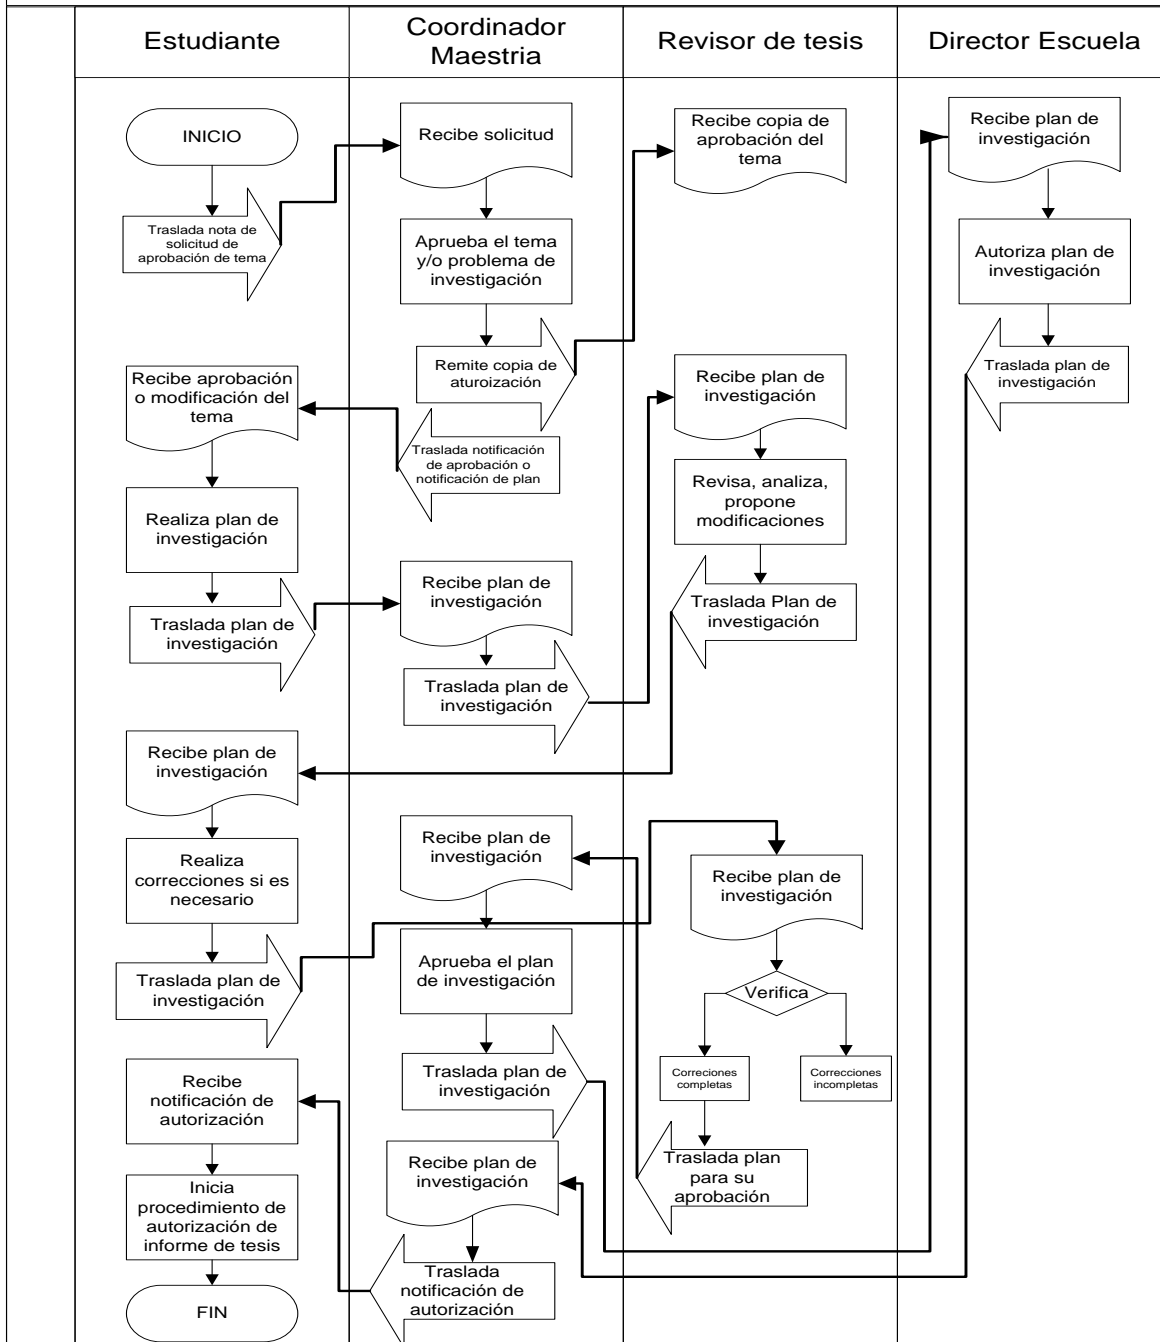 Estudiante
Coordinador
Maestria
Revisor de tesis
Director Escuela
INICIO
Traslada nota de
solicitud de
aprobación de tema
Recibe aprobación
o modificación del
tema
Realiza plan de
investigación
Traslada plan de
investigación
Recibe plan de
investigación
Realiza
correcciones si es
necesario
Traslada plan de
investigación
Recibe
notificación de
autorización
Inicia
procedimiento de
autorización de
informe de tesis
FIN
Recibe solicitud
Aprueba el tema
y/o problema de
investigación
Remite copia de
aturoización
Traslada notificación
de aprobación o
notificación de plan
Recibe plan de
investigación
Traslada plan de
investigación
Recibe plan de
investigación
Aprueba el plan
de investigación
Traslada plan de
investigación
Recibe plan de
investigación
Traslada
notificación de
autorización
Recibe copia de
aprobación del
tema
Recibe plan de
investigación
Revisa, analiza,
propone
modificaciones
Traslada Plan de
investigación
Recibe plan de
investigación
Verifica
Correciones
completas
Correcciones
incompletas
Traslada plan
para su
aprobación
Recibe plan de
investigación
Autoriza plan de
investigación
Traslada plan de
investigación